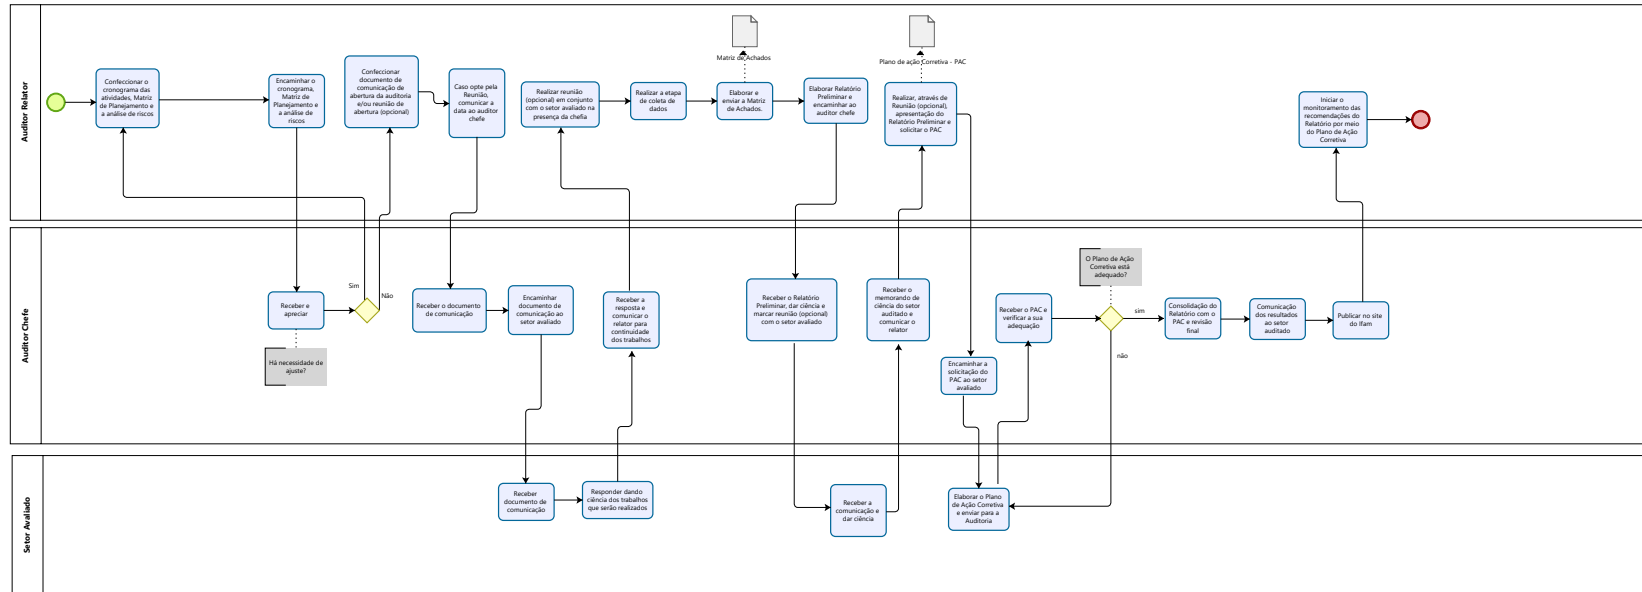 Auditor Relator
Confeccionar o
cronograma das
atividades, Matriz
de Planejamento e
a análise de riscos
Encaminhar o
cronograma,
Matriz de
Planejamento e
a análise de
riscos
Confeccionar
documento de
comunicação de
abertura da auditoria
e/ou reunião de
abertura (opcional)
Caso opte pela
Reunião,
comunicar a
data ao auditor
chefe
Realizar reunião
(opcional) em conjunto
com o setor avaliado na
presença da chefia
Realizar a etapa
de coleta de
dados
Matriz de Achados
Elaborar e
enviar a Matriz
de Achados.
Elaborar Relatório
Preliminar e
encaminhar ao
auditor chefe
Plano de ação Corretiva - PAC
Realizar, através de
Reunião (opcional),
apresentação do
Relatório Preliminar e
solicitar o PAC
Iniciar o
monitoramento das
recomendações do
Relatório por meio
do Plano de Ação
Corretiva
Auditor Chefe
Receber e
apreciar
Há necessidade de
ajuste?
Sim
Não
Receber o documento
de comunicação
Encaminhar
documento de
comunicação ao
setor avaliado
Receber a
resposta e
comunicar o
relator para
continuidade
dos trabalhos
Receber o Relatório
Preliminar, dar ciência e
marcar reunião (opcional)
com o setor avaliado
Receber o
memorando de
ciência do setor
auditado e
comunicar o
relator
Encaminhar a
solicitação do
PAC ao setor
avaliado
Receber o PAC e
verificar a sua
adequação
O Plano de Ação
Corretiva está
adequado?
sim
não
Consolidação do
Relatório com o
PAC e revisão
final
Comunicação
dos resultados
ao setor
auditado
Publicar no site
do Ifam
Setor Avaliado
Receber
documento de
comunicação
Responder dando
ciência dos trabalhos
que serão realizados
Receber a
comunicação e
dar ciência
Elaborar o Plano
de Ação Corretiva
e enviar para a
Auditoria